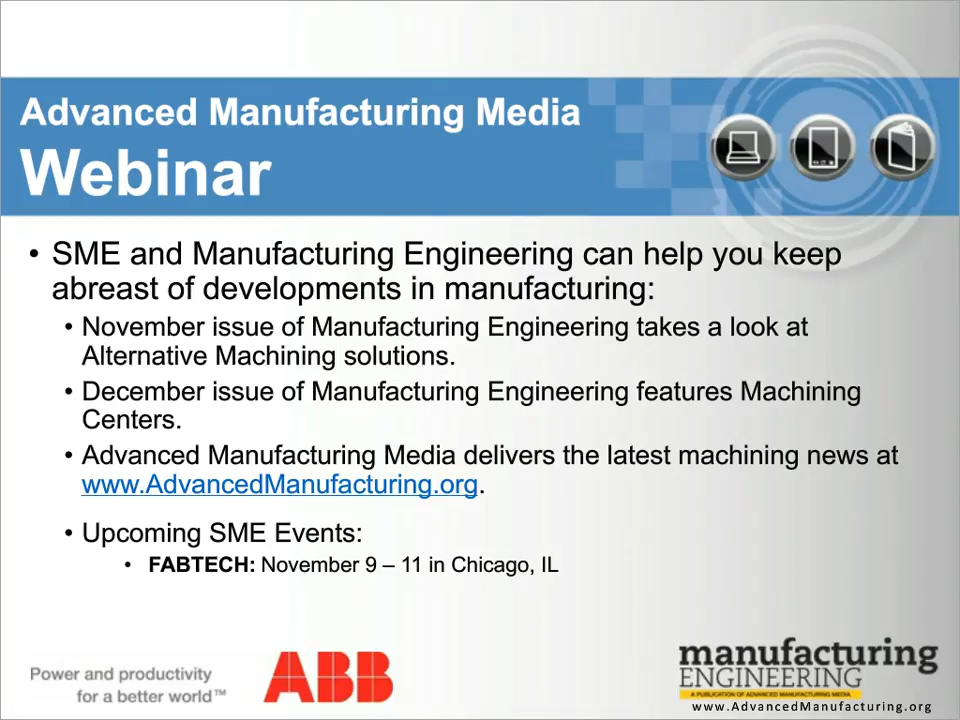 Advanced Manufacturing Media
Webinar
• SME and Manufacturing Engineering can help you keep
abreast of developments in manufacturing:
• November issue of Manufacturing Engineering takes a look at
Alternative Machining solutions.
• December issue of Manufacturing Engineering features Machining
Centers.
• Advanced Manufacturing Media delivers the latest machining news at
www.AdvancedManufacturing.org.
• Upcoming SME Events:
• FABTECH: November 9 – 11 in Chicago, IL
Power and productivity
for a better world™
ABB
manufacturing
ENGINEERING
A PUBLICATION OF ADVANCED MANUFACTURING MEDIA
www.AdvancedManufacturing.org